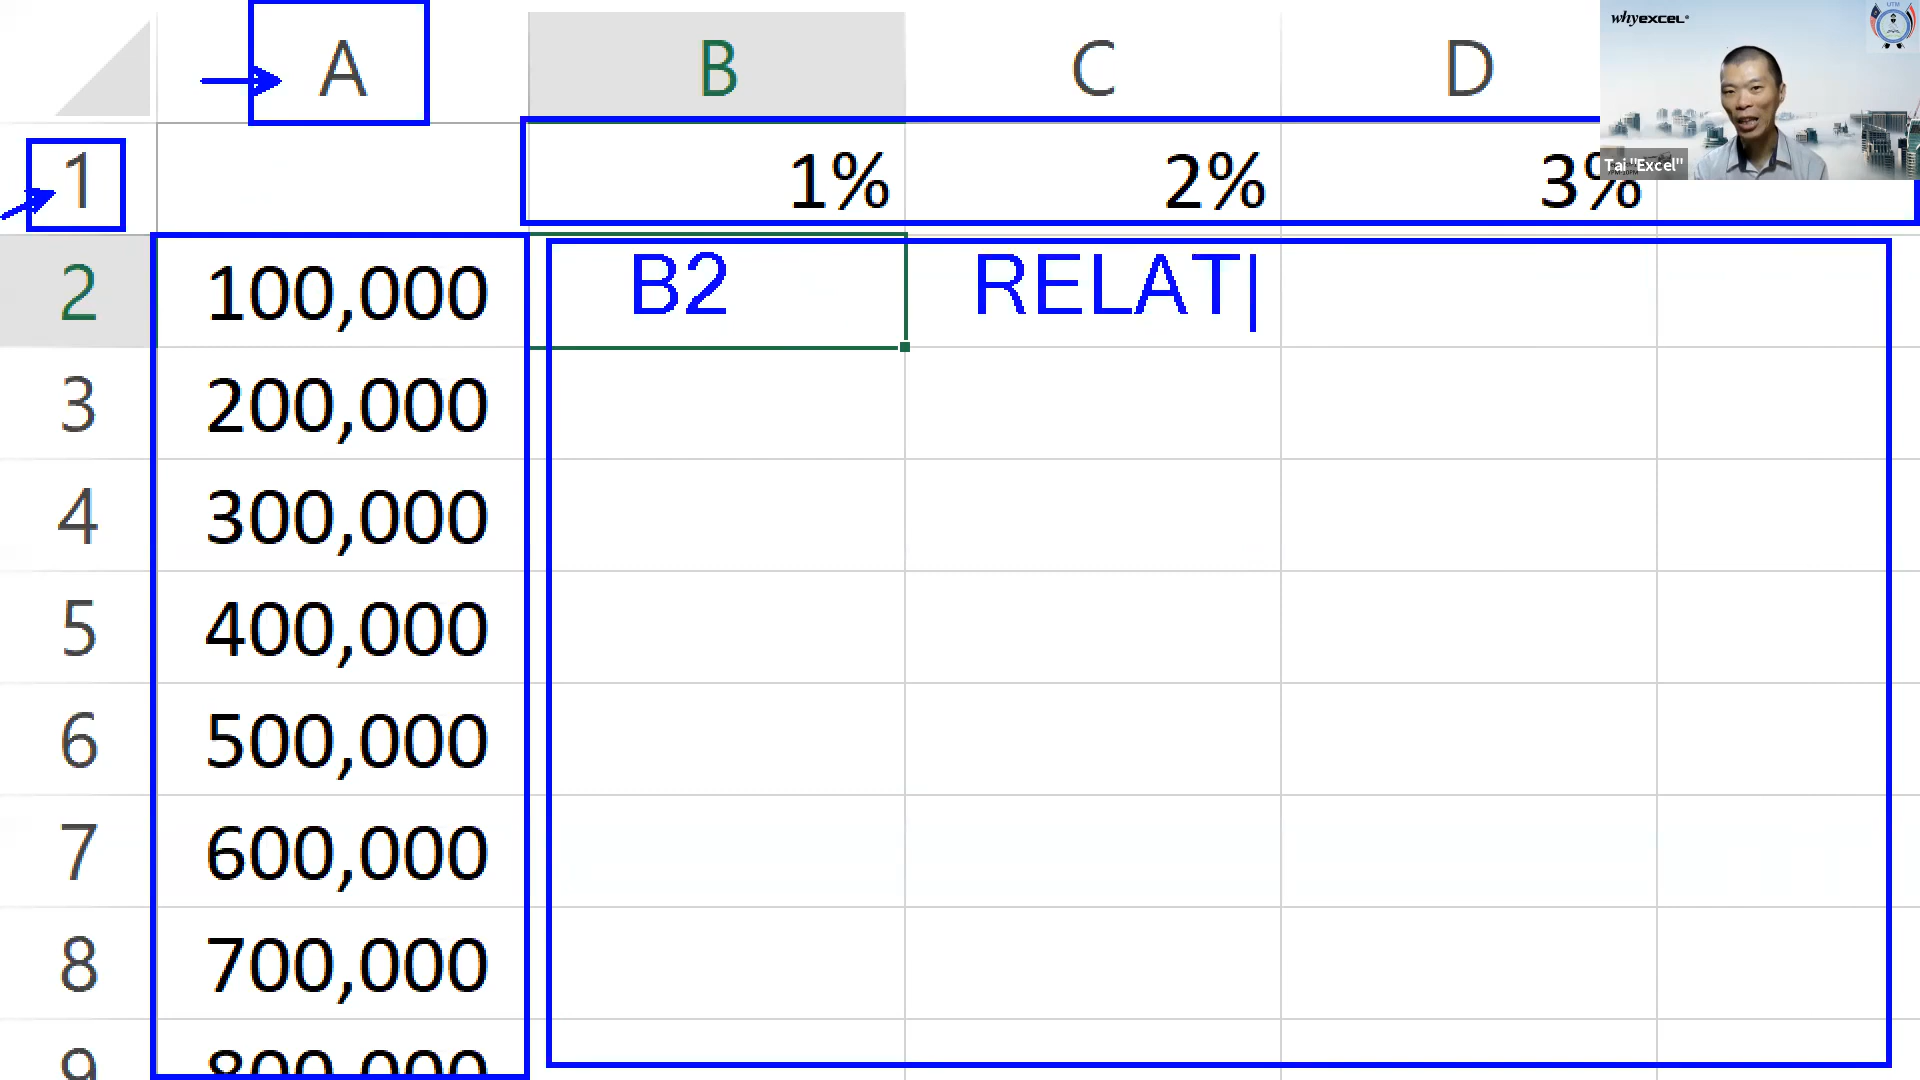 A B C D
whyEXCEL®
UTM
1 1% 2% 3%
Tai "Excel"
2 100,000 B2 RELAT
3 200,000
4 300,000
5 400,000
6 500,000
7 600,000
8 700,000
9 800,000